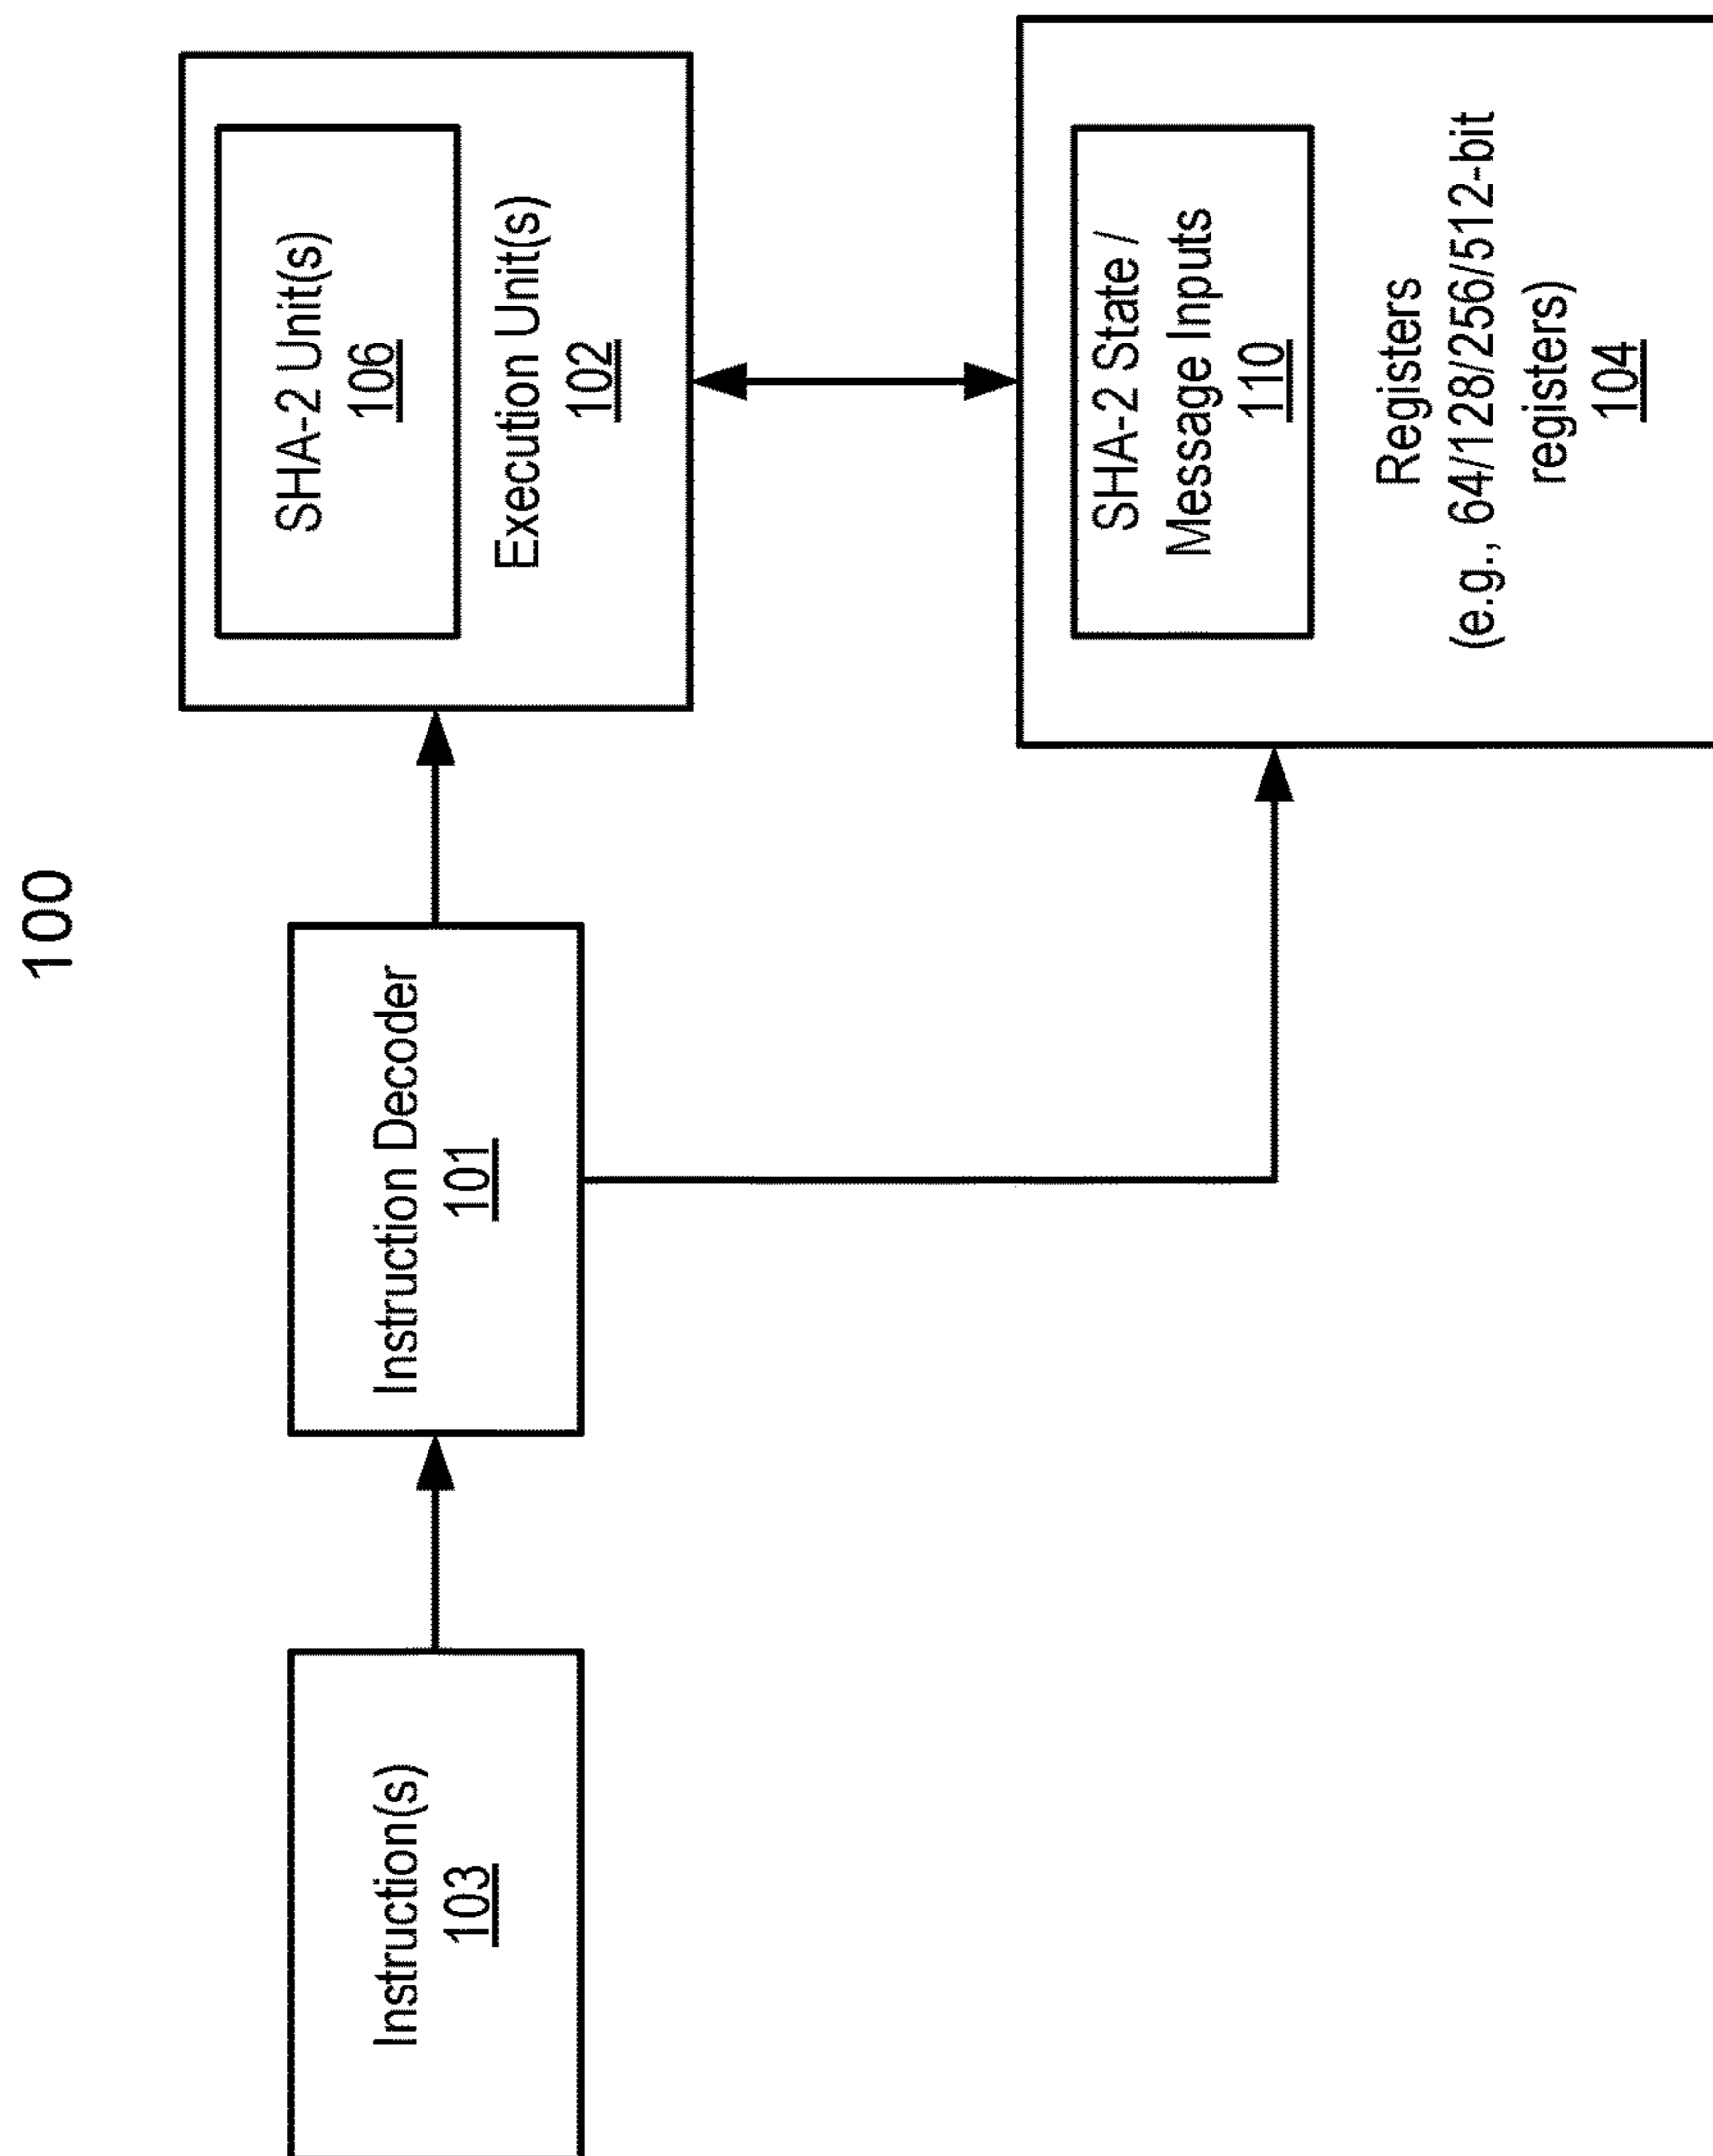 100
Instruction(s)
103
Instruction Decoder
101
SHA-2 Unit(s)
106
Execution Unit(s)
102
SHA-2 State /
Message Inputs
110
Registers
(e.g., 64/128/256/512-bit
registers)
104